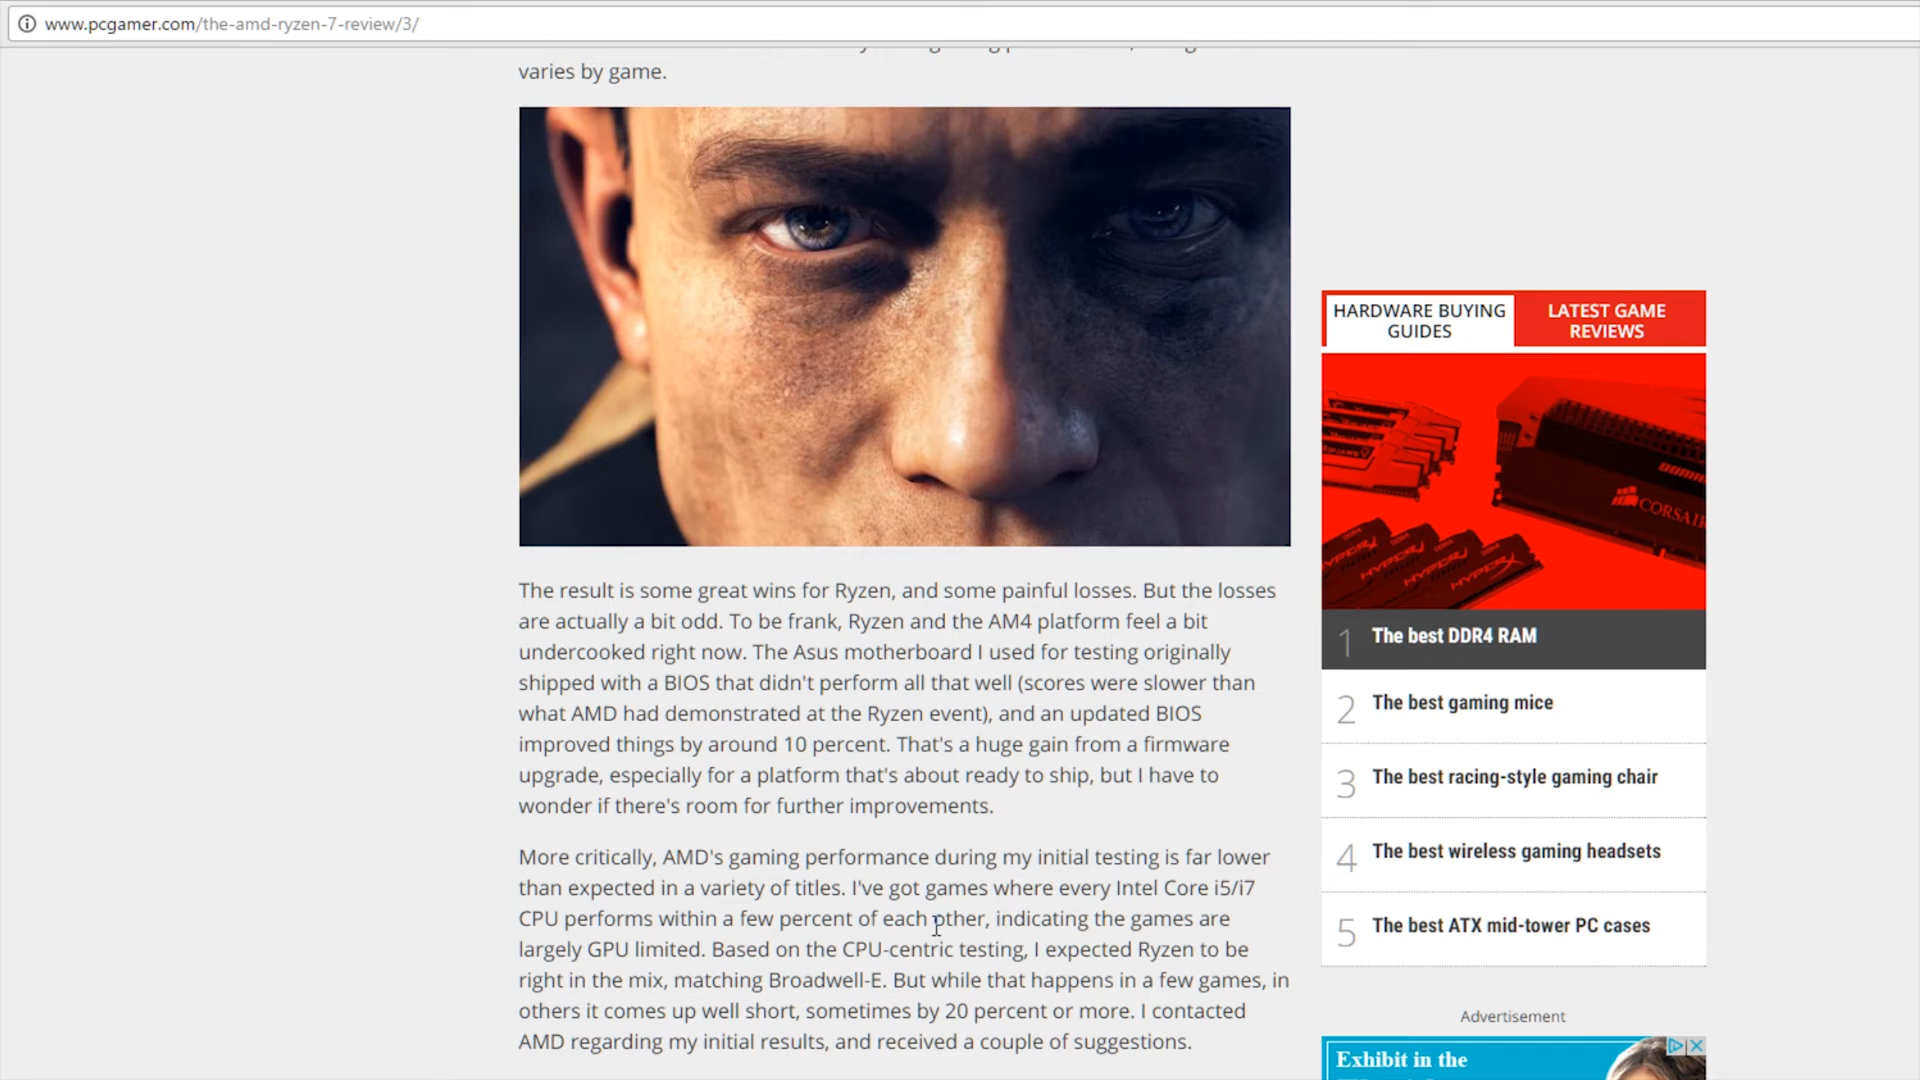 www.pcgamer.com/the-amd-ryzen-7-review/3/
varies by game.
HARDWARE BUYING
GUIDES
LATEST GAME
REVIEWS
CORSAIR
HYPERX
HYPERX
HYPERX
HYPERX
The result is some great wins for Ryzen, and some painful losses. But the losses
are actually a bit odd. To be frank, Ryzen and the AM4 platform feel a bit
undercooked right now. The Asus motherboard I used for testing originally
shipped with a BIOS that didn't perform all that well (scores were slower than
what AMD had demonstrated at the Ryzen event), and an updated BIOS
improved things by around 10 percent. That's a huge gain from a firmware
upgrade, especially for a platform that's about ready to ship, but I have to
wonder if there's room for further improvements.
More critically, AMD's gaming performance during my initial testing is far lower
than expected in a variety of titles. I've got games where every Intel Core i5/i7
CPU performs within a few percent of each other, indicating the games are
largely GPU limited. Based on the CPU-centric testing, I expected Ryzen to be
right in the mix, matching Broadwell-E. But while that happens in a few games, in
others it comes up well short, sometimes by 20 percent or more. I contacted
AMD regarding my initial results, and received a couple of suggestions.
1 The best DDR4 RAM
2 The best gaming mice
3 The best racing-style gaming chair
4 The best wireless gaming headsets
5 The best ATX mid-tower PC cases
Advertisement
Exhibit in the